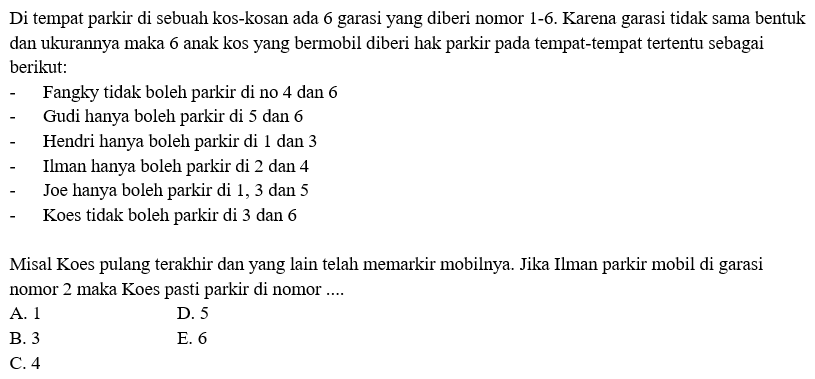 Di tempat parkir di sebuah kos-kosan ada 6 garasi yang diberi nomor 1-6. Karena garasi tidak sama bentuk
dan ukurannya maka 6 anak kos yang bermobil diberi hak parkir pada tempat-tempat tertentu sebagai
berikut:
- Fangky tidak boleh parkir di no 4 dan 6
- Gudi hanya boleh parkir di 5 dan 6
- Hendri hanya boleh parkir di 1 dan 3
- Ilman hanya boleh parkir di 2 dan 4
- Joe hanya boleh parkir di 1, 3 dan 5
- Koes tidak boleh parkir di 3 dan 6
Misal Koes pulang terakhir dan yang lain telah memarkir mobilnya. Jika Ilman parkir mobil di garasi
nomor 2 maka Koes pasti parkir di nomor ....
A. 1 D. 5
B. 3 E. 6
C. 4